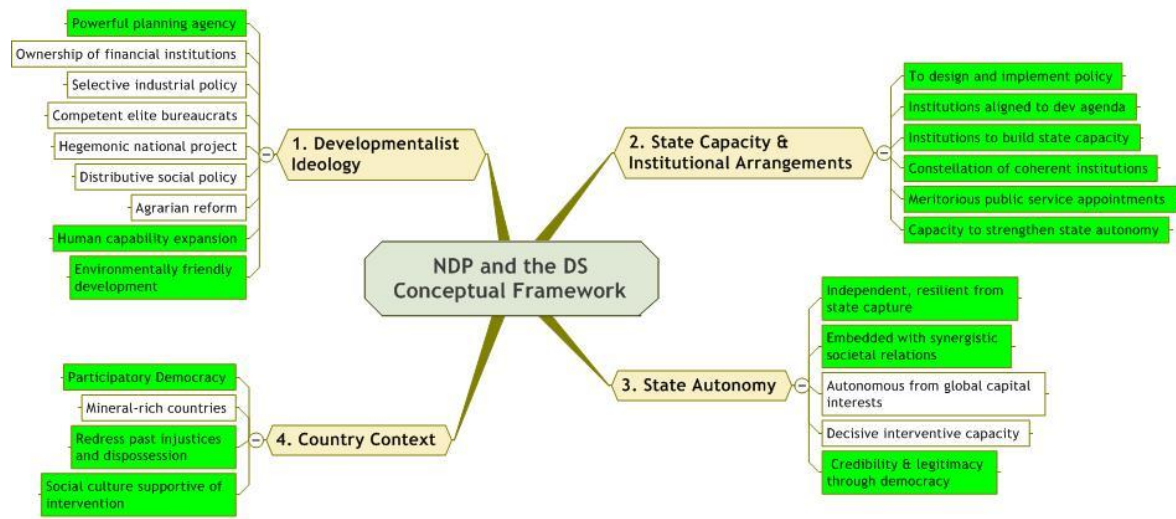 Powerful planning agency
Ownership of financial institutions
Selective industrial policy
Competent elite bureaucrats
Hegemonic national project
Distributive social policy
Agrarian reform
Human capability expansion
Environmentally friendly
development
1. Developmentalist
Ideology
2. State Capacity &
Institutional Arrangements
To design and implement policy
Institutions aligned to dev agenda
Institutions to build state capacity
Constellation of coherent institutions
Meritorious public service appointments
Capacity to strengthen state autonomy
NDP and the DS
Conceptual Framework
3. State Autonomy
Independent, resilient from
state capture
Embedded with synergistic
societal relations
Autonomous from global capital
interests
Decisive interventive capacity
Credibility & legitimacy
through democracy
4. Country Context
Participatory Democracy
Mineral-rich countries
Redress past injustices
and dispossession
Social culture supportive of
intervention